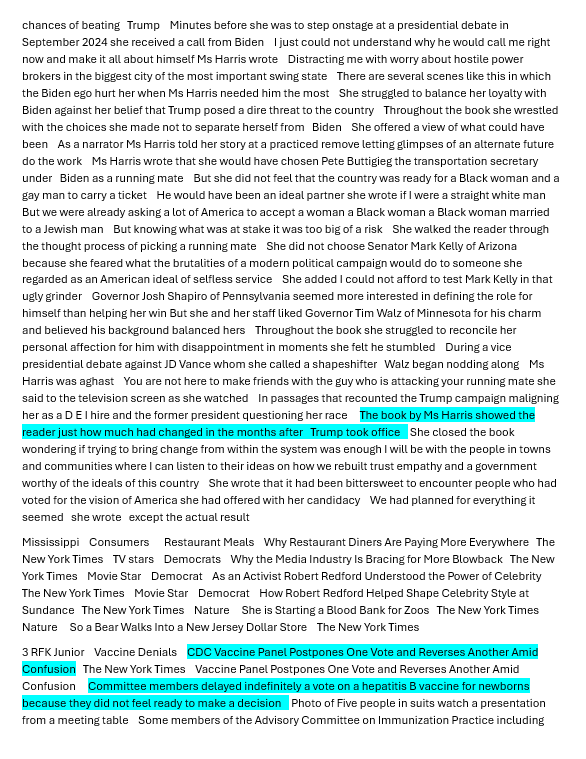 chances of beating Trump Minutes before she was to step onstage at a presidential debate in
September 2024 she received a call from Biden I just could not understand why he would call me right
now and make it all about himself Ms Harris wrote Distracting me with worry about hostile power
brokers in the biggest city of the most important swing state There are several scenes like this in which
the Biden ego hurt her when Ms Harris needed him the most She struggled to balance her loyalty with
Biden against her belief that Trump posed a dire threat to the country Throughout the book she wrestled
with the choices she made not to separate herself from Biden She offered a view of what could have
been As a narrator Ms Harris told her story at a practiced remove letting glimpses of an alternate future
do the work Ms Harris wrote that she would have chosen Pete Buttigieg the transportation secretary
under Biden as a running mate But she did not feel that the country was ready for a Black woman and a
gay man to carry a ticket He would have been an ideal partner she wrote if I were a straight white man
But we were already asking a lot of America to accept a woman a Black woman a Black woman married
to a Jewish man But knowing what was at stake it was too big of a risk She walked the reader through
the thought process of picking a running mate She did not choose Senator Mark Kelly of Arizona
because she feared what the brutalities of a modern political campaign would do to someone she
regarded as an American ideal of selfless service She added I could not afford to test Mark Kelly in that
ugly grinder Governor Josh Shapiro of Pennsylvania seemed more interested in defining the role for
himself than helping her win But she and her staff liked Governor Tim Walz of Minnesota for his charm
and believed his background balanced hers Throughout the book she struggled to reconcile her
personal affection for him with disappointment in moments she felt he stumbled During a vice
presidential debate against JD Vance whom she called a shapeshifter Walz began nodding along Ms
Harris was aghast You are not here to make friends with the guy who is attacking your running mate she
said to the television screen as she watched In passages that recounted the Trump campaign maligning
her as a D E I hire and the former president questioning her race The book by Ms Harris showed the
reader just how much had changed in the months after Trump took office She closed the book
wondering if trying to bring change from within the system was enough I will be with the people in towns
and communities where I can listen to their ideas on how we rebuilt trust empathy and a government
worthy of the ideals of this country She wrote that it had been bittersweet to encounter people who had
voted for the vision of America she had offered with her candidacy We had planned for everything it
seemed she wrote except the actual result
Mississippi Consumers Restaurant Meals Why Restaurant Diners Are Paying More Everywhere The
New York Times TV stars Democrats Why the Media Industry Is Bracing for More Blowback The New
York Times Movie Star Democrat As an Activist Robert Redford Understood the Power of Celebrity
The New York Times Movie Star Democrat How Robert Redford Helped Shape Celebrity Style at
Sundance The New York Times Nature She is Starting a Blood Bank for Zoos The New York Times
Nature So a Bear Walks Into a New Jersey Dollar Store The New York Times
3 RFK Junior Vaccine Denials CDC Vaccine Panel Postpones One Vote and Reverses Another Amid
Confusion The New York Times Vaccine Panel Postpones One Vote and Reverses Another Amid
Confusion Committee members delayed indefinitely a vote on a hepatitis B vaccine for newborns
because they did not feel ready to make a decision Photo of Five people in suits watch a presentation
from a meeting table Some members of the Advisory Committee on Immunization Practice including